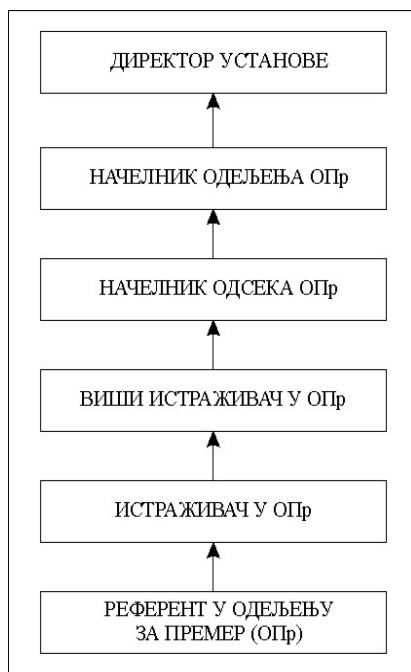 ДИРЕКТОР УСТАНОВЕ
НАЧЕЛНИК ОДЕЉЕЊА ОПр
НАЧЕЛНИК ОДСЕКА ОПр
ВИШИ ИСТРАЖИВАЧ У ОПр
ИСТРАЖИВАЧ У ОПр
РЕФЕРЕНТ У ОДЕЉЕЊУ
ЗА ПРЕМЕР (ОПр)